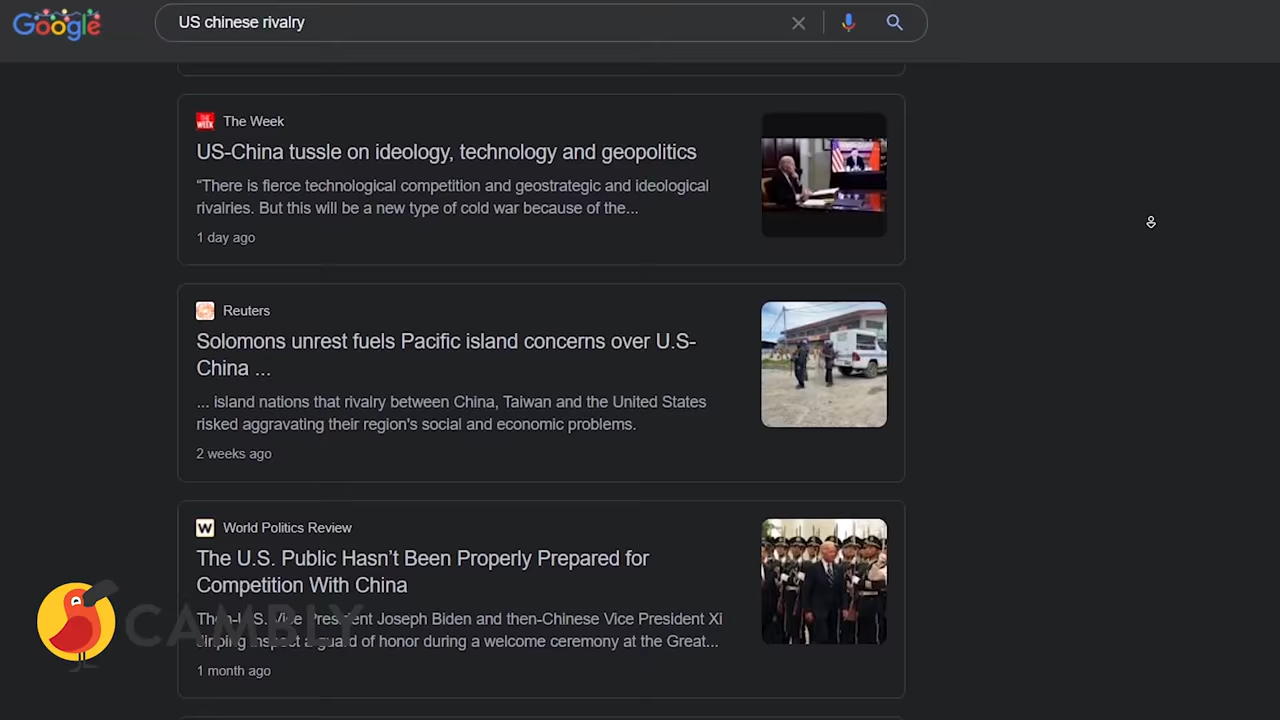 Google
US chinese rivalry
The Week
US-China tussle on ideology, technology and geopolitics
“There is fierce technological competition and geostrategic and ideological
rivalries. But this will be a new type of cold war because of the...
1 day ago
Reuters
Solomons unrest fuels Pacific island concerns over U.S-
China ...
... island nations that rivalry between China, Taiwan and the United States
risked aggravating their region's social and economic problems.
2 weeks ago
W
World Politics Review
The U.S. Public Hasn’t Been Properly Prepared for
Competition With China
Then-U.S. Vice President Joseph Biden and then-Chinese Vice President Xi
Jinping inspect a guard of honor during a welcome ceremony at the Great...
1 month ago
CAMBLY
THE
WEEK